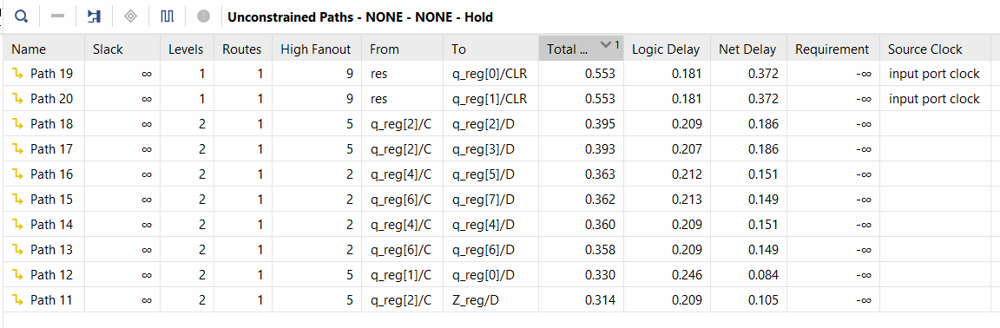 Unconstrained Paths - NONE - NONE - Hold
Name Slack Levels Routes High Fanout From To Total ... 1 Logic Delay Net Delay Requirement Source Clock
Path 19 ∞ 1 1 9 res q_reg[0]/CLR 0.553 0.181 0.372 -∞ input port clock
Path 20 ∞ 1 1 9 res q_reg[1]/CLR 0.553 0.181 0.372 -∞ input port clock
Path 18 ∞ 2 1 5 q_reg[2]/C q_reg[2]/D 0.395 0.209 0.186 -∞
Path 17 ∞ 2 1 5 q_reg[2]/C q_reg[3]/D 0.393 0.207 0.186 -∞
Path 16 ∞ 2 1 2 q_reg[4]/C q_reg[5]/D 0.363 0.212 0.151 -∞
Path 15 ∞ 2 1 2 q_reg[6]/C q_reg[7]/D 0.362 0.213 0.149 -∞
Path 14 ∞ 2 1 2 q_reg[4]/C q_reg[4]/D 0.360 0.209 0.151 -∞
Path 13 ∞ 2 1 2 q_reg[6]/C q_reg[6]/D 0.358 0.209 0.149 -∞
Path 12 ∞ 2 1 5 q_reg[1]/C q_reg[0]/D 0.330 0.246 0.084 -∞
Path 11 ∞ 2 1 5 q_reg[2]/C Z_reg/D 0.314 0.209 0.105 -∞